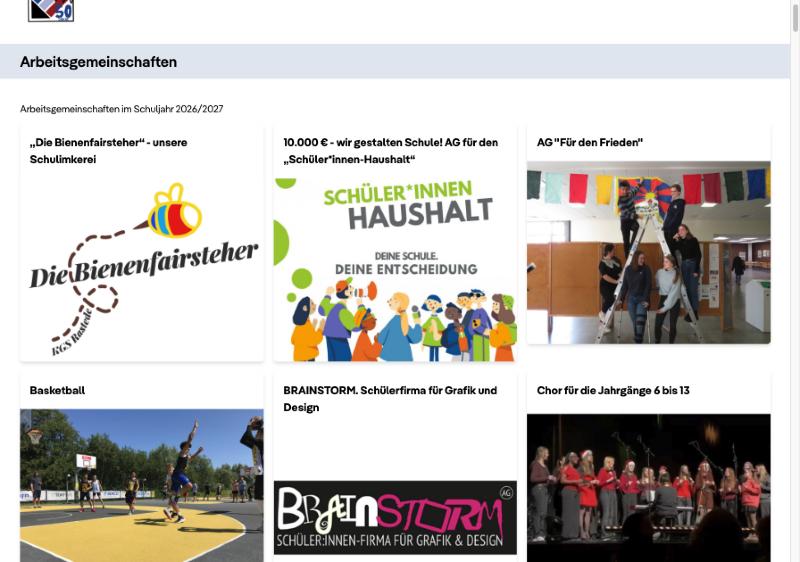 50
Arbeitsgemeinschaften
Arbeitsgemeinschaften im Schuljahr 2026/2027
„Die Bienenfairsteher“ - unsere
Schulimkerei
10.000 € - wir gestalten Schule! AG für den
„Schüler*innen-Haushalt“
AG "Für den Frieden"
Die Bienenfairsteher
KGS Rastede
SCHÜLER*INNEN
HAUSHALT
DEINE SCHULE.
DEINE ENTSCHEIDUNG
Basketball
BRAINSTORM. Schülerfirma für Grafik und
Design
Chor für die Jahrgänge 6 bis 13
BRAINSTORM
AG
SCHÜLER:INNEN-FIRMA FÜR GRAFIK & DESIGN